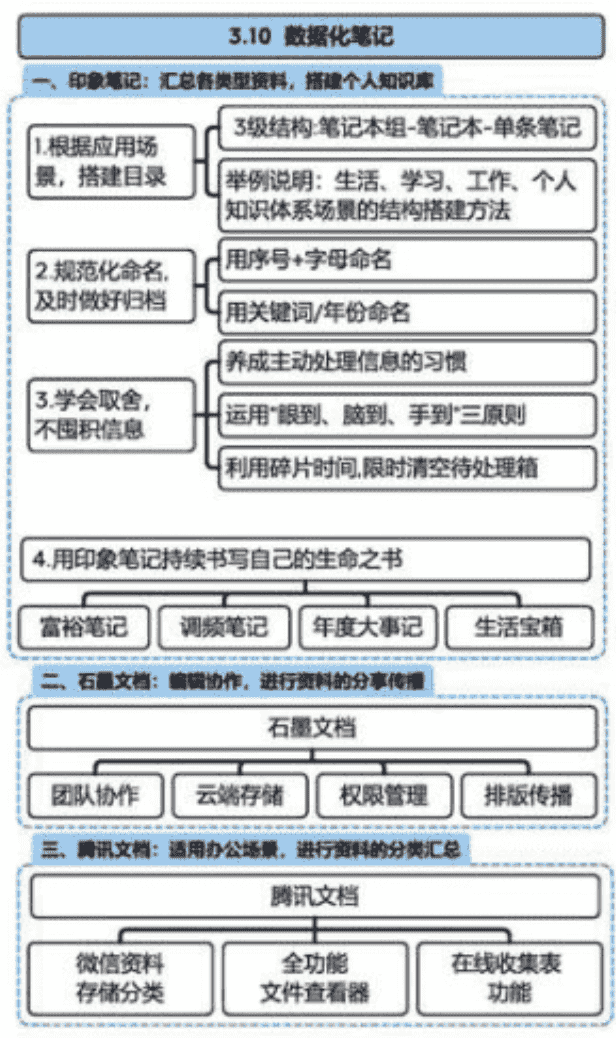 3.10 数据化笔记
一、印象笔记：汇总各类型资料，搭建个人知识库
1.根据应用场
景，搭建目录
3级结构:笔记本组-笔记本-单条笔记
举例说明：生活、学习、工作、个人
知识体系场景的结构搭建方法
2.规范化命名,
及时做好归档
用序号+字母命名
用关键词/年份命名
3.学会取舍，
不囤积信息
养成主动处理信息的习惯
运用"眼到、脑到、手到"三原则
利用碎片时间,限时清空待处理箱
4.用印象笔记持续书写自己的生命之书
富裕笔记
调频笔记
年度大事记
生活宝箱
二、石墨文档：编辑协作，进行资料的分享传播
石墨文档
团队协作
云端存储
权限管理
排版传播
三、腾讯文档：适用办公场景，进行资料的分类汇总
腾讯文档
微信资料
存储分类
全功能
文件查看器
在线收集表
功能